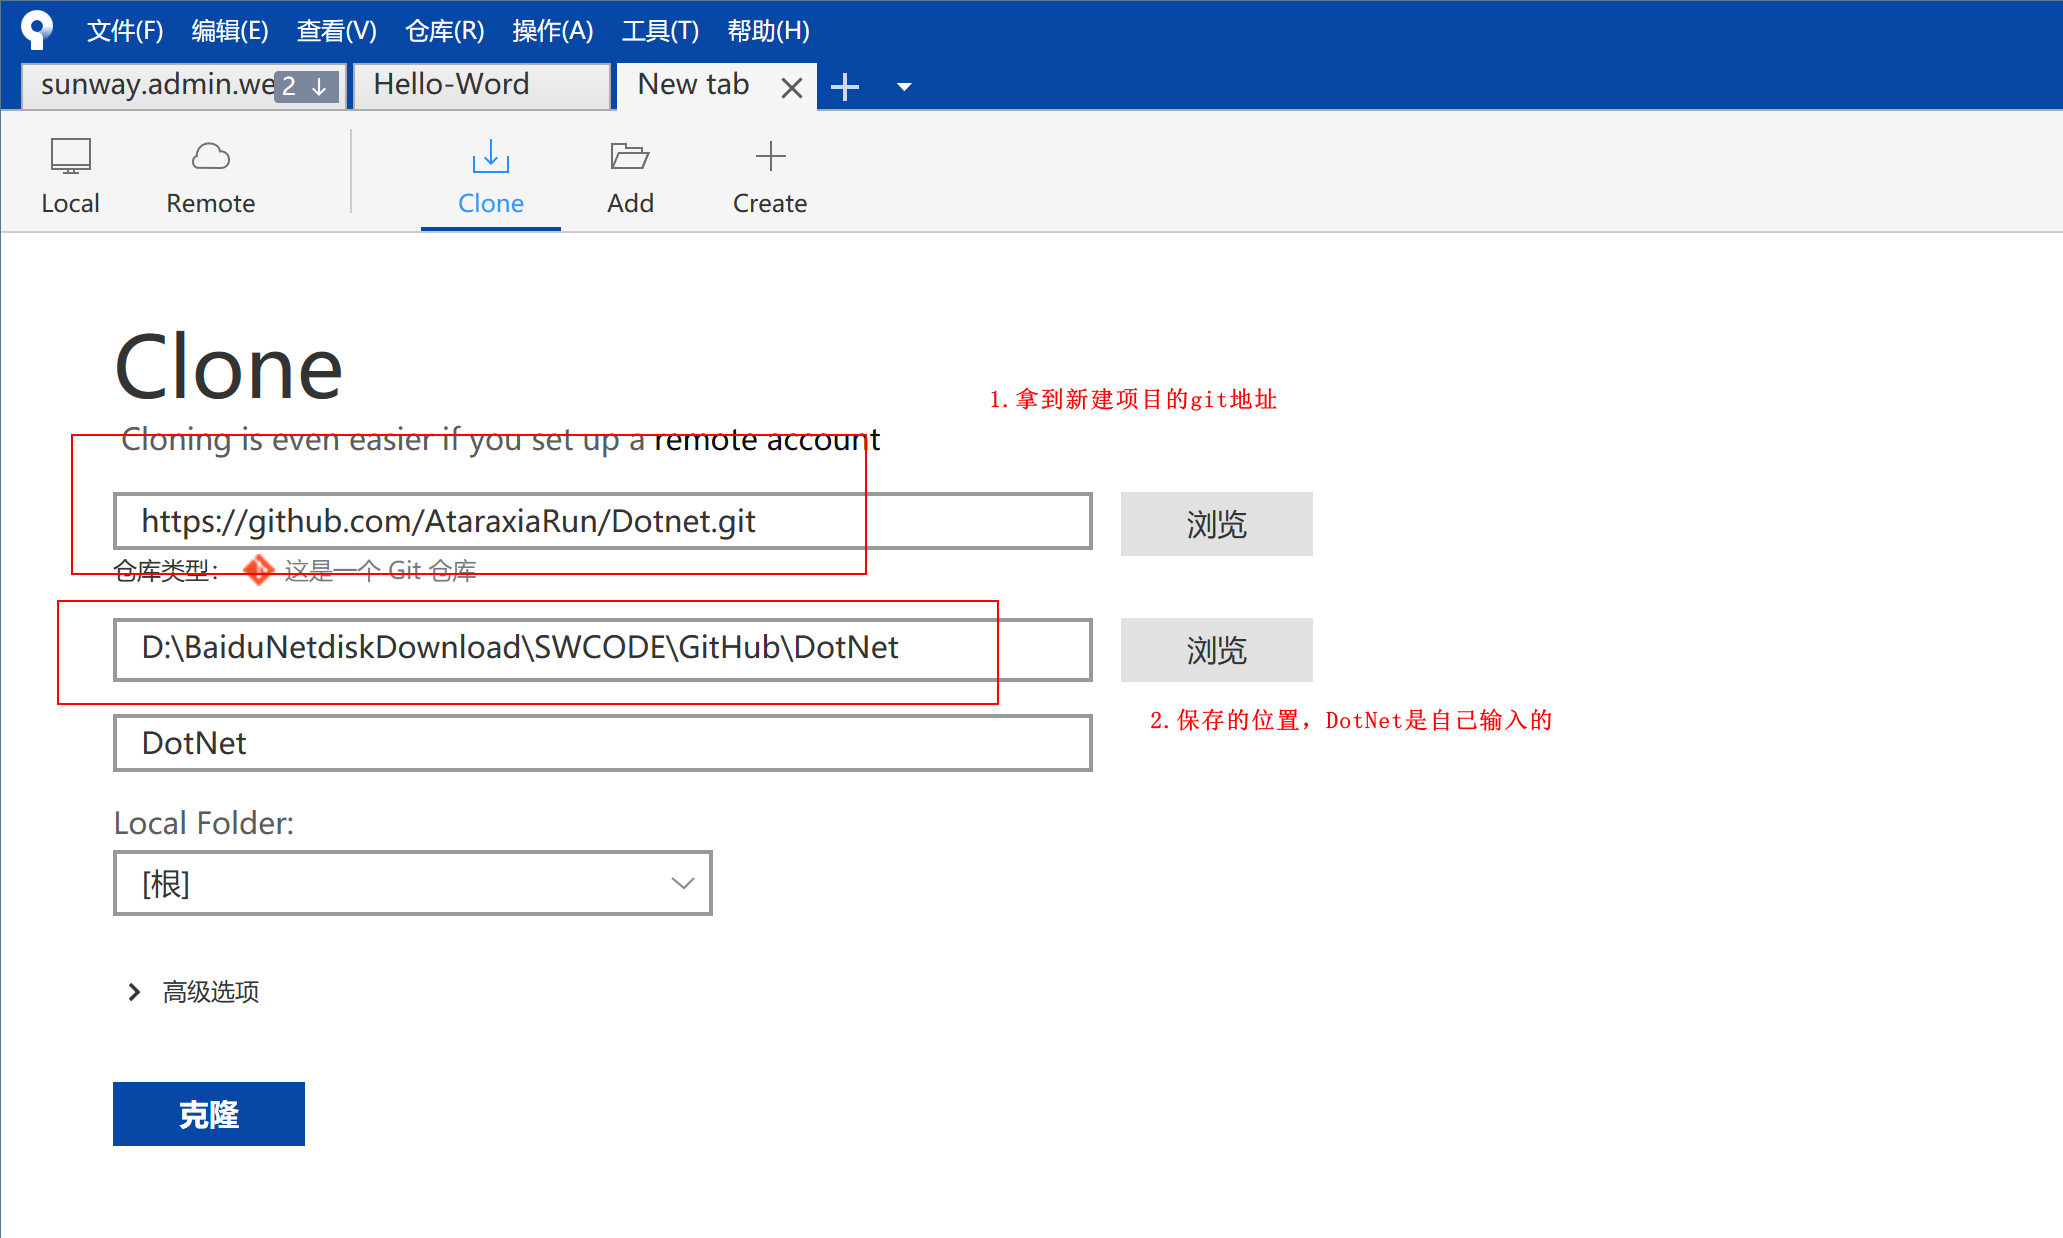 文件(F) 编辑(E) 查看(V) 仓库(R) 操作(A) 工具(T) 帮助(H)
sunway.admin.we 2 ↓ Hello-Word New tab
Local Remote Clone Add Create
Clone
1.拿到新建项目的git地址
Cloning is even easier if you set up a remote account
https://github.com/AtaraxiaRun/Dotnet.git 浏览
仓库类型： 这是一个 Git 仓库
D:\BaiduNetdiskDownload\SWCODE\GitHub\DotNet 浏览
2.保存的位置，DotNet是自己输入的
DotNet
Local Folder:
[根]
高级选项
克隆